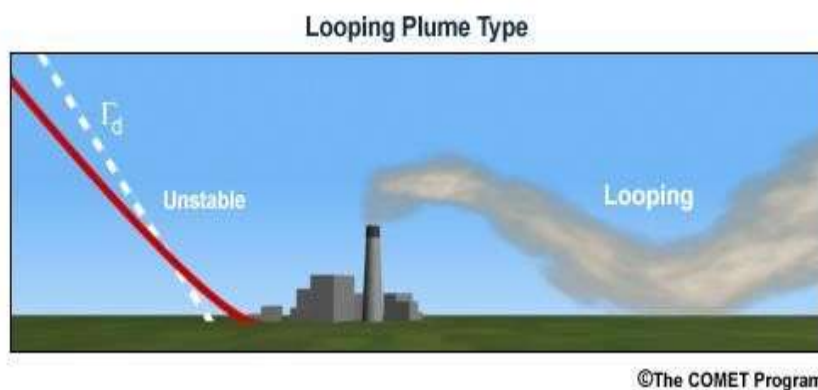 Looping Plume Type
Γd
Unstable
Looping
©The COMET Program